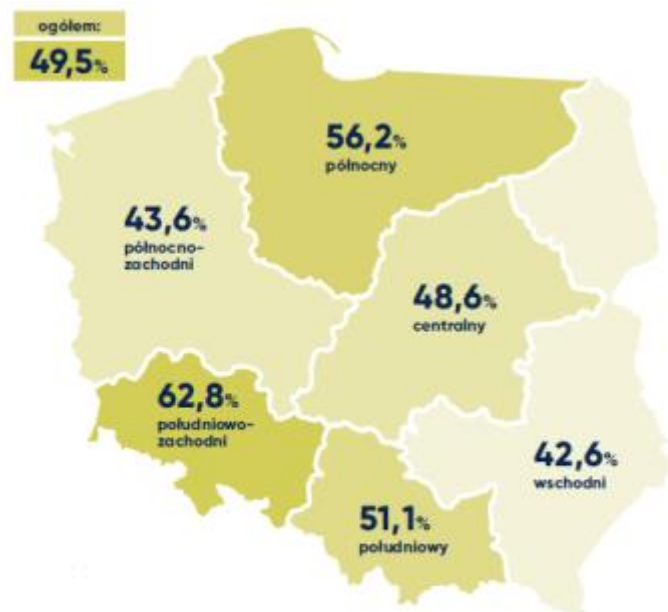 ogółem:
49,5%
56,2%
północny
43,6%
północno-
zachodni
48,6%
centralny
62,8%
południowo-
zachodni
42,6%
wschodni
51,1%
południowy